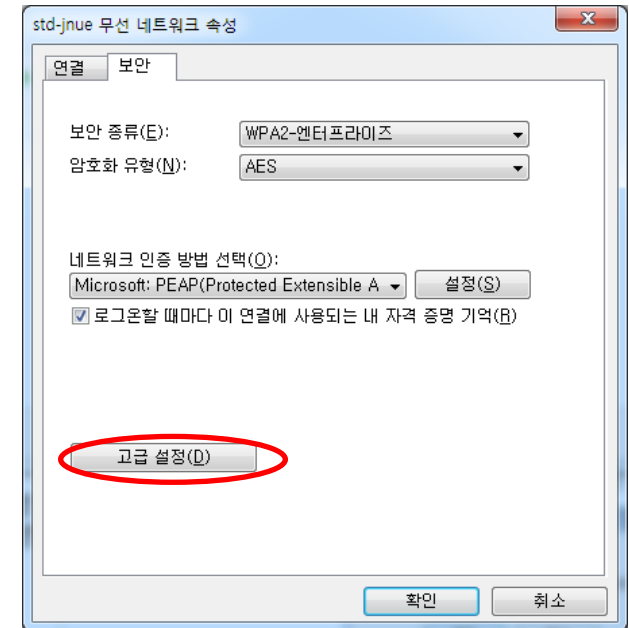 std-jnue 무선 네트워크 속성
연결 보안
보안 종류(E): WPA2-엔터프라이즈
암호화 유형(N): AES
네트워크 인증 방법 선택(O):
Microsoft: PEAP(Protected Extensible A 설정(S)
로그온할 때마다 이 연결에 사용되는 내 자격 증명 기억(R)
고급 설정(D)
확인 취소